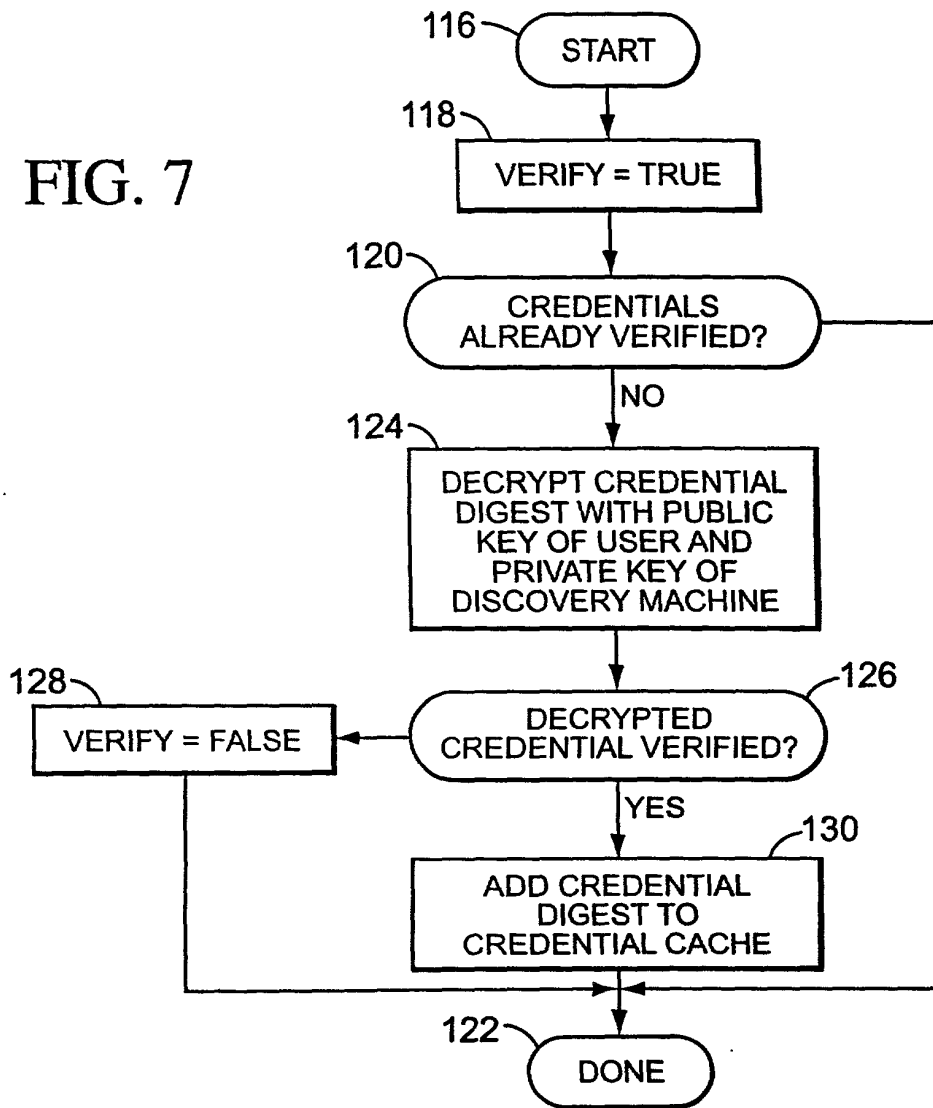 FIG. 7
116
START
118
VERIFY = TRUE
120
CREDENTIALS
ALREADY VERIFIED?
NO
124
DECRYPT CREDENTIAL
DIGEST WITH PUBLIC
KEY OF USER AND
PRIVATE KEY OF
DISCOVERY MACHINE
126
DECRYPTED
CREDENTIAL VERIFIED?
128
VERIFY = FALSE
YES
130
ADD CREDENTIAL
DIGEST TO
CREDENTIAL CACHE
122
DONE